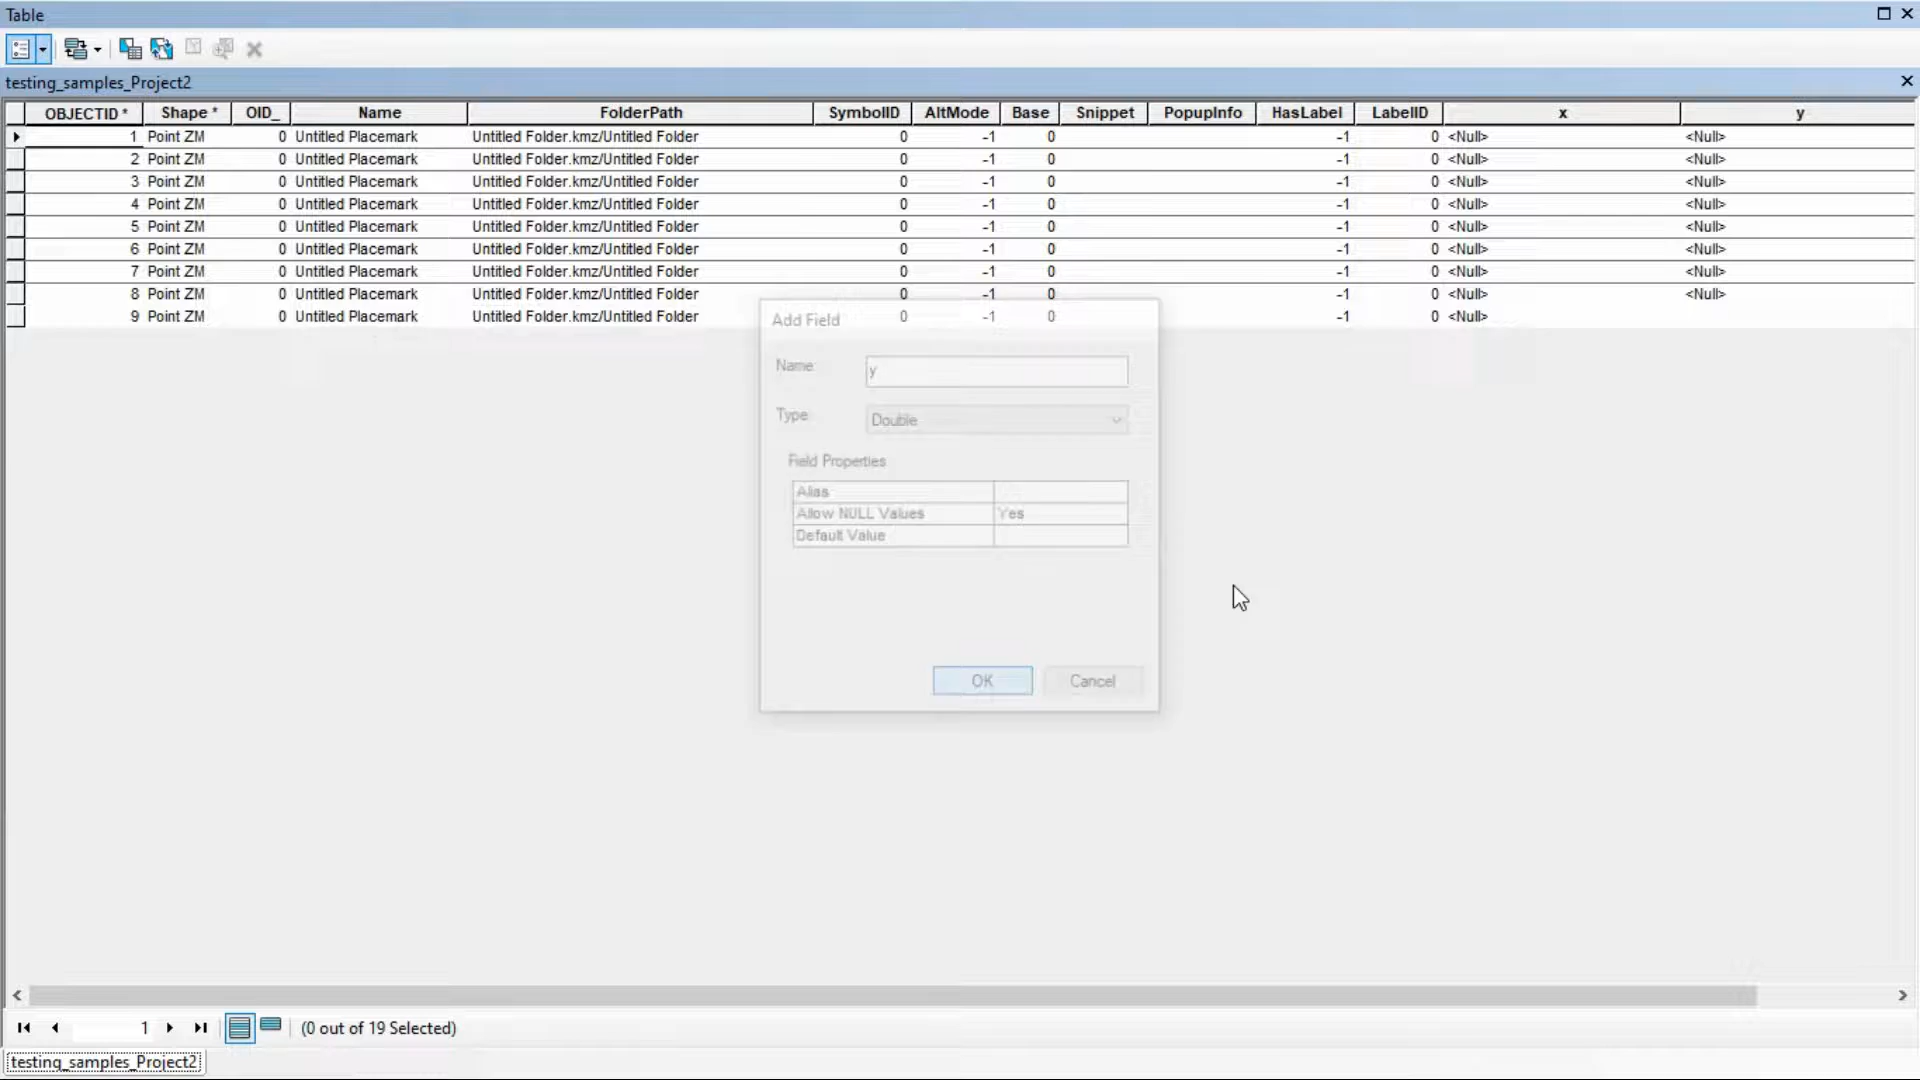 Table
testing_samples_Project2
OBJECTID * Shape * OID_ Name FolderPath SymbolID AltMode Base Snippet PopupInfo HasLabel LabelID x y
1 Point ZM 0 Untitled Placemark Untitled Folder.kmz/Untitled Folder 0 -1 0 -1 0 <Null> <Null>
2 Point ZM 0 Untitled Placemark Untitled Folder.kmz/Untitled Folder 0 -1 0 -1 0 <Null> <Null>
3 Point ZM 0 Untitled Placemark Untitled Folder.kmz/Untitled Folder 0 -1 0 -1 0 <Null> <Null>
4 Point ZM 0 Untitled Placemark Untitled Folder.kmz/Untitled Folder 0 -1 0 -1 0 <Null> <Null>
5 Point ZM 0 Untitled Placemark Untitled Folder.kmz/Untitled Folder 0 -1 0 -1 0 <Null> <Null>
6 Point ZM 0 Untitled Placemark Untitled Folder.kmz/Untitled Folder 0 -1 0 -1 0 <Null> <Null>
7 Point ZM 0 Untitled Placemark Untitled Folder.kmz/Untitled Folder 0 -1 0 -1 0 <Null> <Null>
8 Point ZM 0 Untitled Placemark Untitled Folder.kmz/Untitled Folder 0 -1 0 -1 0 <Null> <Null>
9 Point ZM 0 Untitled Placemark Untitled Folder.kmz/Untitled Folder 0 -1 0 -1 0 <Null>
Add Field
Name: y
Type: Double
Field Properties
Alias
Allow NULL Values Yes
Default Value
OK Cancel
1 (0 out of 19 Selected)
testing_samples_Project2